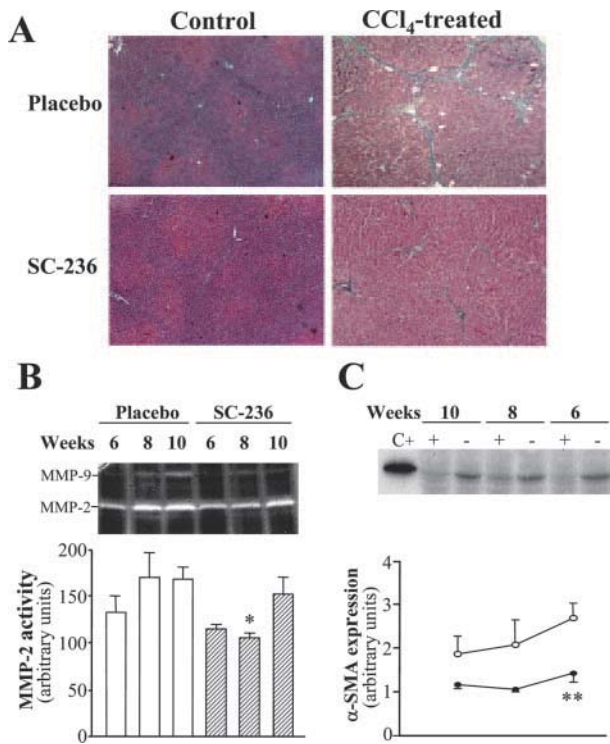 A
Control CCl4-treated
Placebo
SC-236
B
Placebo SC-236
Weeks 6 8 10 6 8 10
MMP-9
MMP-2
200
150
100
50
0
MMP-2 activity
(arbitrary units)
*
C
Weeks 10 8 6
C+ + - + - + -
4
3
2
1
0
α-SMA expression
(arbitrary units)
**